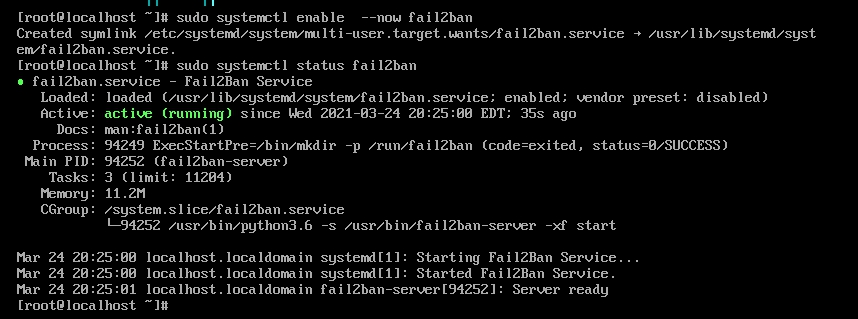 [root@localhost ~]# sudo systemctl enable  --now fail2ban
Created symlink /etc/systemd/system/multi-user.target.wants/fail2ban.service → /usr/lib/systemd/syst
em/fail2ban.service.
[root@localhost ~]# sudo systemctl status fail2ban
● fail2ban.service - Fail2Ban Service
   Loaded: loaded (/usr/lib/systemd/system/fail2ban.service; enabled; vendor preset: disabled)
   Active: active (running) since Wed 2021-03-24 20:25:00 EDT; 35s ago
     Docs: man:fail2ban(1)
  Process: 94249 ExecStartPre=/bin/mkdir -p /run/fail2ban (code=exited, status=0/SUCCESS)
 Main PID: 94252 (fail2ban-server)
    Tasks: 3 (limit: 11204)
   Memory: 11.2M
   CGroup: /system.slice/fail2ban.service
           └─94252 /usr/bin/python3.6 -s /usr/bin/fail2ban-server -xf start

Mar 24 20:25:00 localhost.localdomain systemd[1]: Starting Fail2Ban Service...
Mar 24 20:25:00 localhost.localdomain systemd[1]: Started Fail2Ban Service.
Mar 24 20:25:01 localhost.localdomain fail2ban-server[94252]: Server ready
[root@localhost ~]#